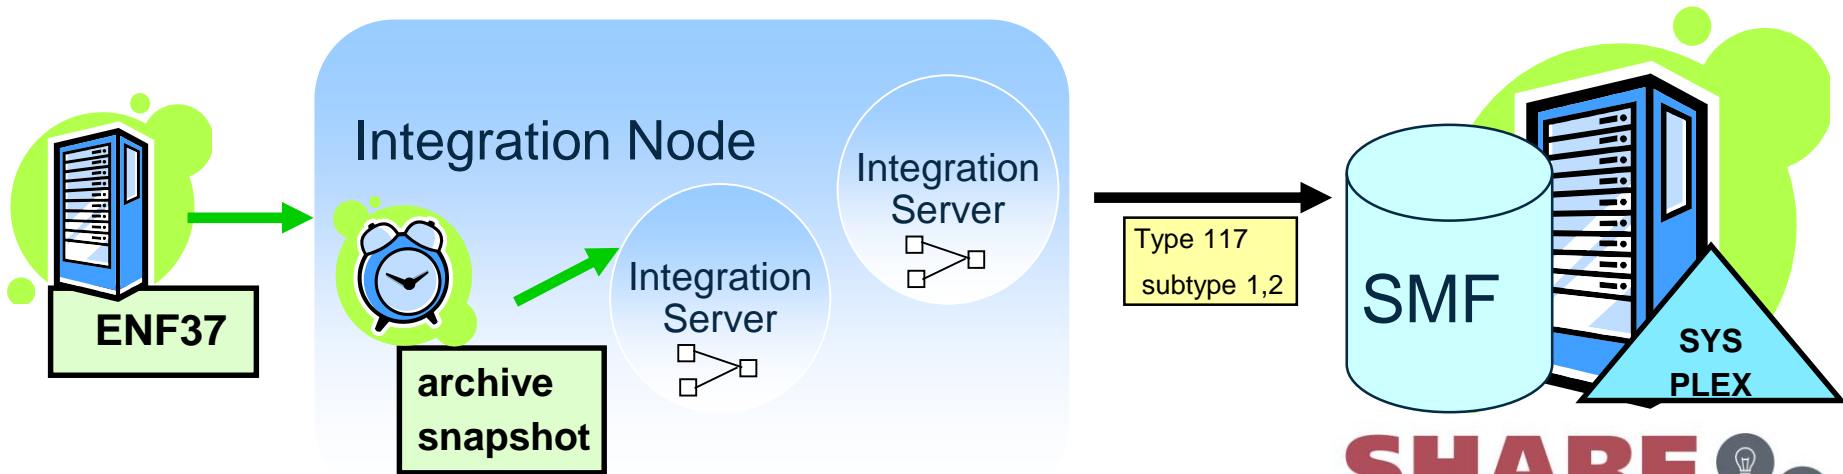 ENF37
Integration Node
archive
snapshot
Integration
Server
Integration
Server
Type 117
subtype 1,2
SMF
SYS
PLEX
SHARE